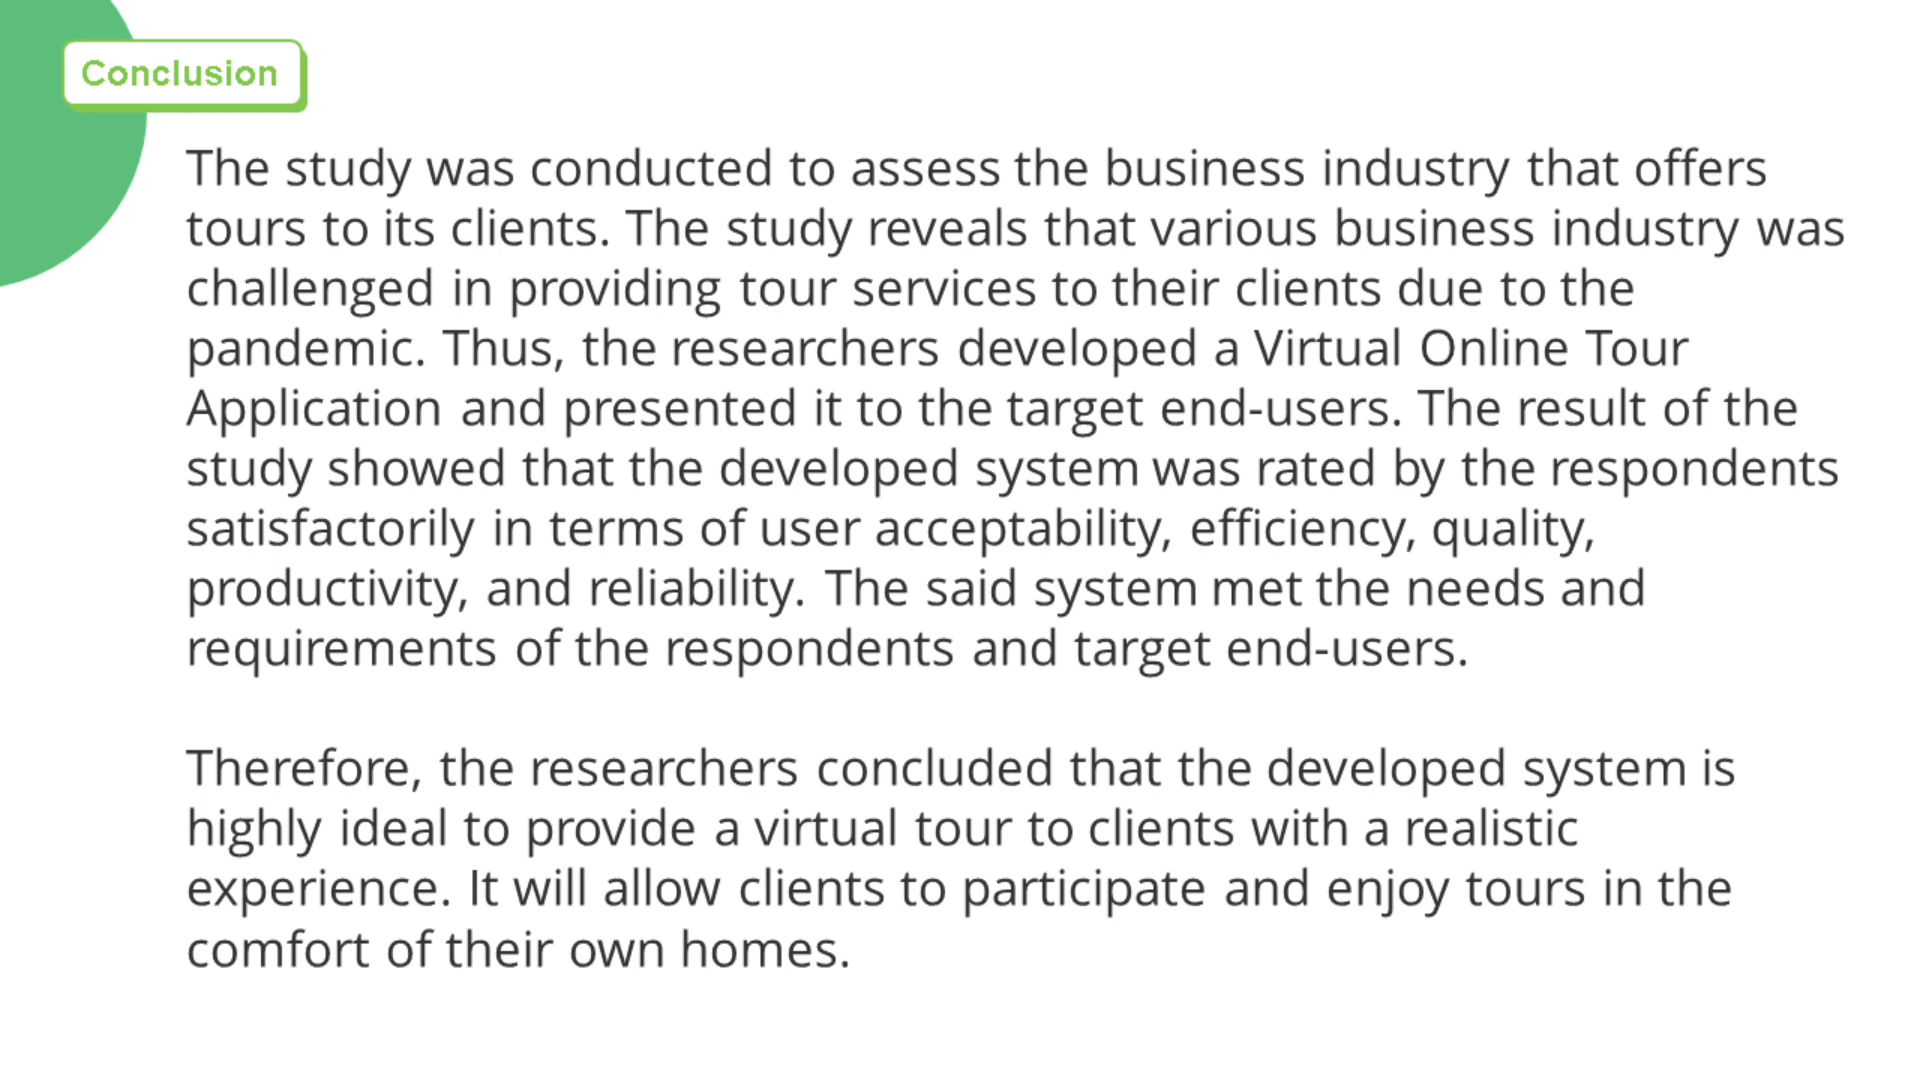 Conclusion
The study was conducted to assess the business industry that offers
tours to its clients. The study reveals that various business industry was
challenged in providing tour services to their clients due to the
pandemic. Thus, the researchers developed a Virtual Online Tour
Application and presented it to the target end-users. The result of the
study showed that the developed system was rated by the respondents
satisfactorily in terms of user acceptability, efficiency, quality,
productivity, and reliability. The said system met the needs and
requirements of the respondents and target end-users.
Therefore, the researchers concluded that the developed system is
highly ideal to provide a virtual tour to clients with a realistic
experience. It will allow clients to participate and enjoy tours in the
comfort of their own homes.